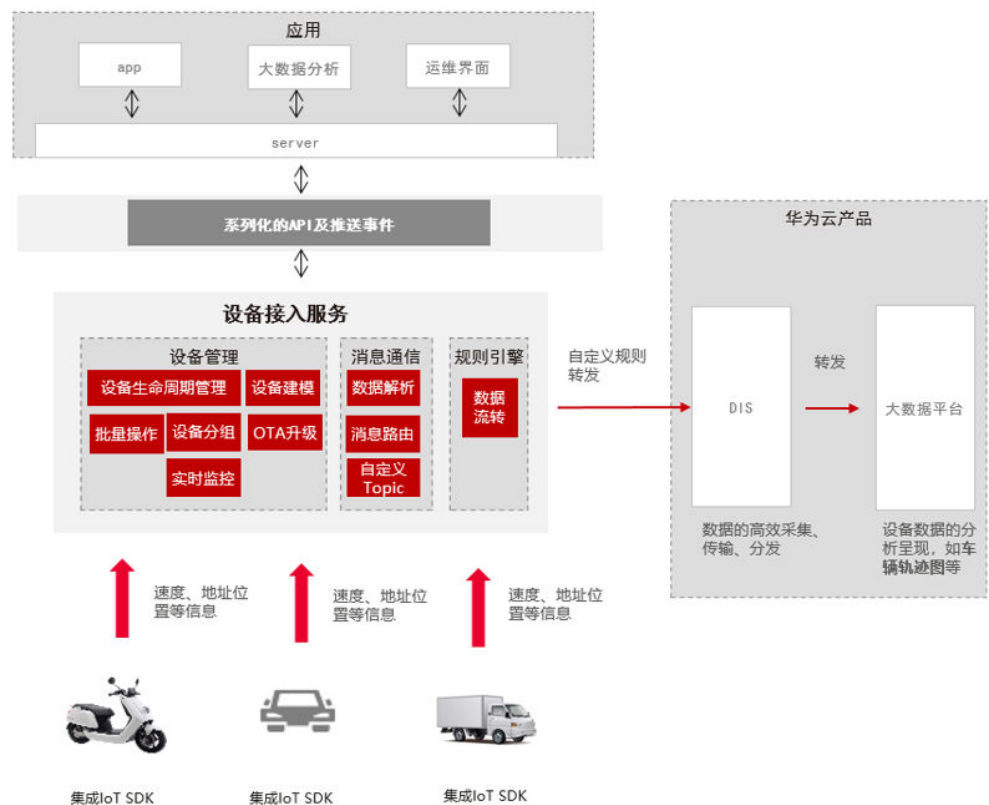 应用
app
大数据分析
运维界面
server
系列化的API及推送事件
华为云产品
设备接入服务
设备管理
消息通信
规则引擎
设备生命周期管理
设备建模
批量操作
设备分组
OTA升级
实时监控
数据解析
消息路由
自定义
Topic
数据
流转
自定义规则
转发
DIS
转发
大数据平台
数据的高效采集、
传输、分发
设备数据的分
析呈现，如车
辆轨迹图等
速度、地址位
置等信息
速度、地址位
置等信息
速度、地址位
置等信息
集成IoT SDK
集成IoT SDK
集成IoT SDK